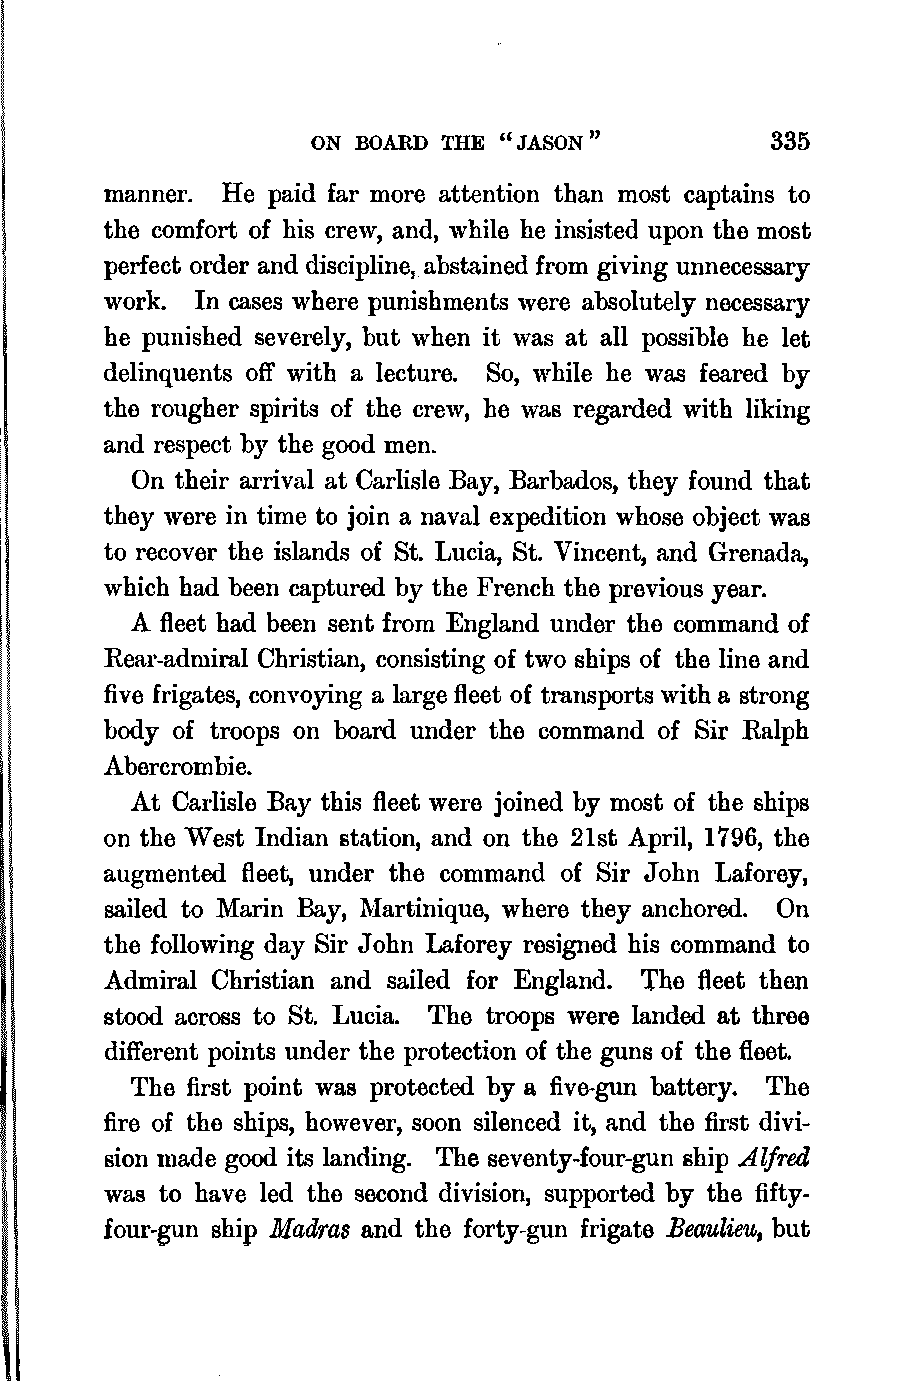 ON BOARD THE “JASON” 335
manner. He paid far more attention than most captains to
the comfort of his crew, and, while he insisted upon the most
perfect order and discipline, abstained from giving unnecessary
work. In cases where punishments were absolutely necessary
he punished severely, but when it was at all possible he let
delinquents off with a lecture. So, while he was feared by
the rougher spirits of the crew, he was regarded with liking
and respect by the good men.
On their arrival at Carlisle Bay, Barbados, they found that
they were in time to join a naval expedition whose object was
to recover the islands of St. Lucia, St. Vincent, and Grenada,
which had been captured by the French the previous year.
A fleet had been sent from England under the command of
Rear-admiral Christian, consisting of two ships of the line and
five frigates, convoying a large fleet of transports with a strong
body of troops on board under the command of Sir Ralph
Abercrombie.
At Carlisle Bay this fleet were joined by most of the ships
on the West Indian station, and on the 21st April, 1796, the
augmented fleet, under the command of Sir John Laforey,
sailed to Marin Bay, Martinique, where they anchored. On
the following day Sir John Laforey resigned his command to
Admiral Christian and sailed for England. The fleet then
stood across to St. Lucia. The troops were landed at three
different points under the protection of the guns of the fleet.
The first point was protected by a five-gun battery. The
fire of the ships, however, soon silenced it, and the first divi-
sion made good its landing. The seventy-four-gun ship Alfred
was to have led the second division, supported by the fifty-
four-gun ship Madras and the forty-gun frigate Beaulieu, but